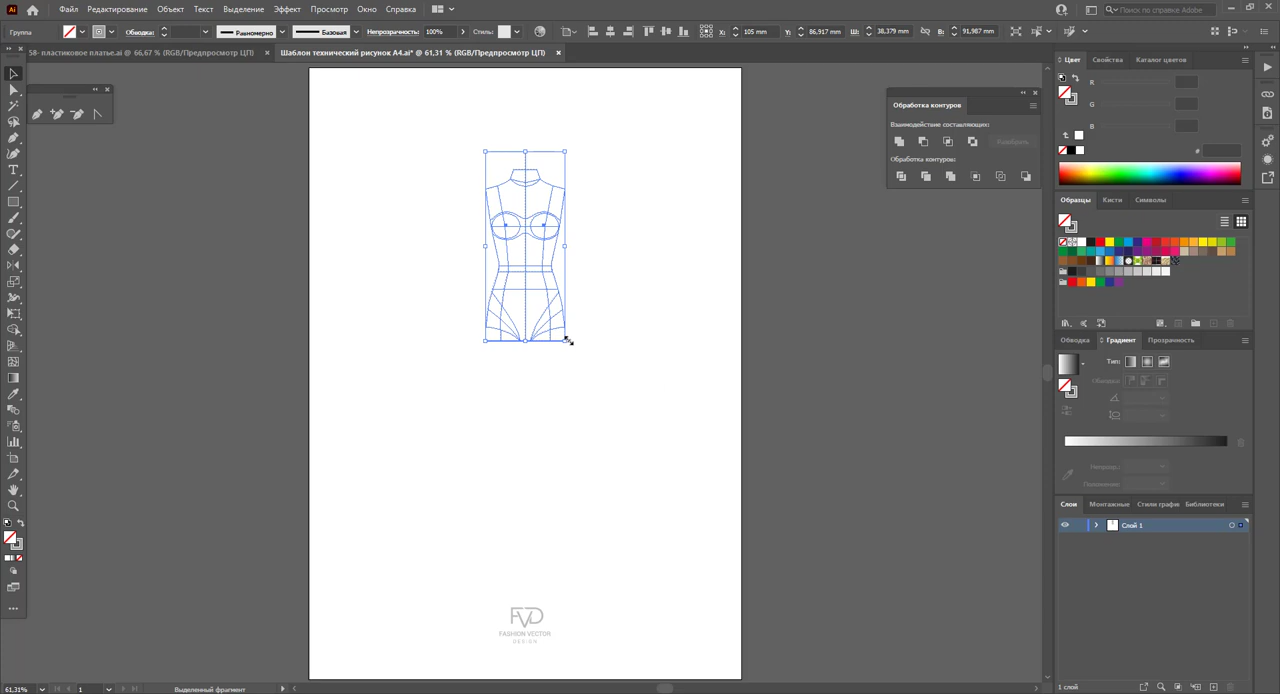 Ai Файл Редактирование Объект Текст Выделение Эффект Просмотр Окно Справка Поиск по справке Adobe
Группа Обводка: Равномерно Базовая Непрозрачность: 100% Стиль: X: 105 mm Y: 86,917 mm Ш: 38,379 mm В: 91,987 mm
58- пластиковое платье.ai @ 66,67 % (RGB/Предпросмотр ЦП) × Шаблон технический рисунок А4.ai* @ 61,31 % (RGB/Предпросмотр ЦП) ×
Цвет Свойства Каталог цветов
R
G
B
#
Обработка контуров
Взаимодействие составляющих:
Разобрать
Обработка контуров:
Образцы Кисти Символы
Обводка Градиент Прозрачность
Тип:
Обводка:
Непрозр.:
Положение:
Слои Монтажные Стили графи Библиотеки
Слой 1
FVD
FASHION VECTOR
DESIGN
61,31% 1 Выделенный фрагмент 1 слой